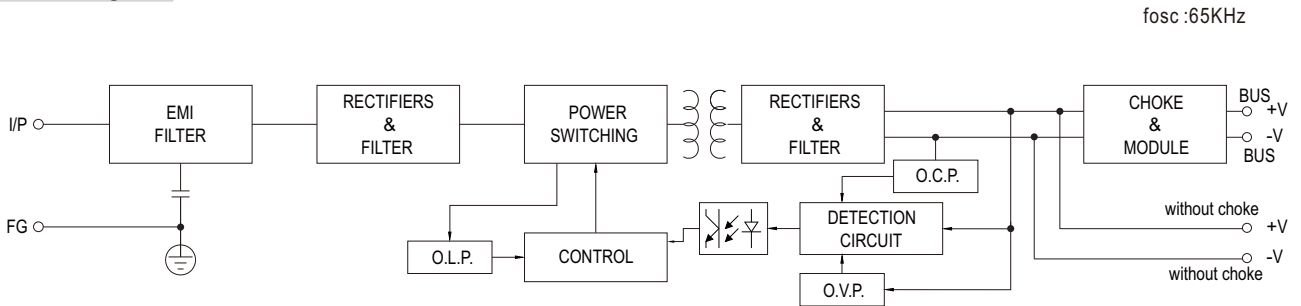 fosc :65KHz
I/P
EMI
FILTER
RECTIFIERS
&
FILTER
POWER
SWITCHING
RECTIFIERS
&
FILTER
CHOKE
&
MODULE
BUS
+V
-V
BUS
O.C.P.
FG
O.L.P.
CONTROL
DETECTION
CIRCUIT
O.V.P.
without choke
+V
-V
without choke